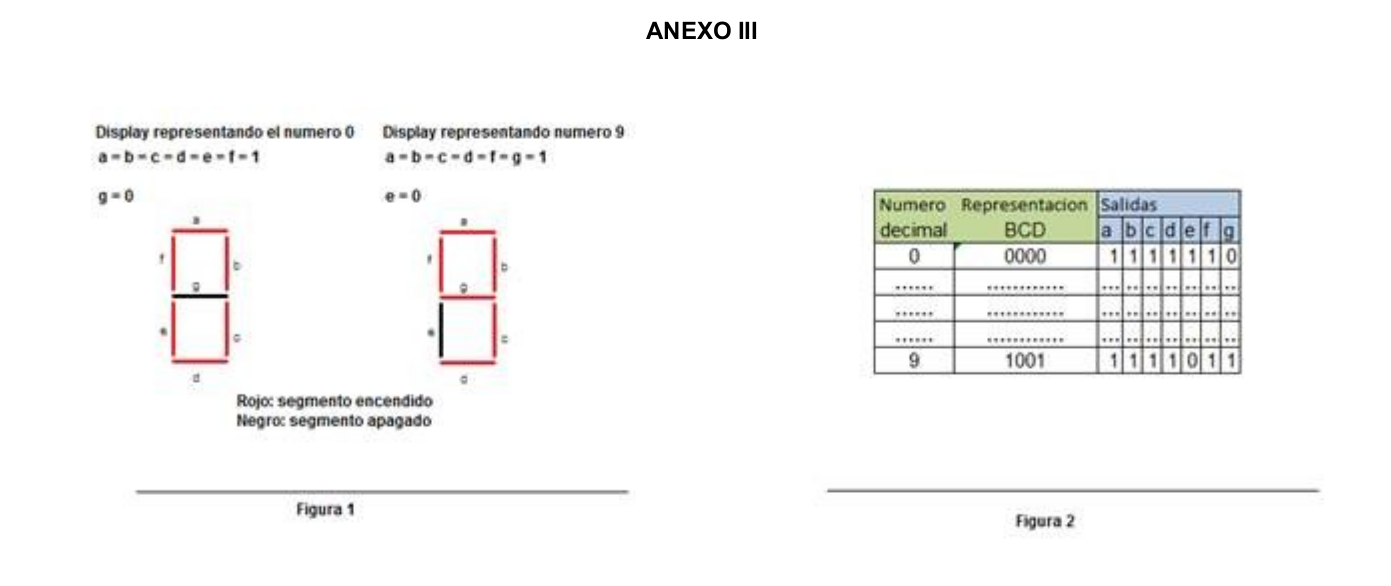 ANEXO III
Display representando el numero 0
a=b=c=d=e=f=1
g=0
a
f
b
g
e
c
d
Display representando numero 9
a=b=c=d=f=g=1
e=0
a
f
b
g
e
c
d
Rojo: segmento encendido
Negro: segmento apagado
Figura 1
Numero decimal Representacion BCD Salidas
a b c d e f g
0 0000 1 1 1 1 1 1 0
...... ............ ... .. .. .. .. .. ..
...... ............ ... .. .. .. .. .. ..
...... ............ ... .. .. .. .. .. ..
9 1001 1 1 1 1 0 1 1
Figura 2